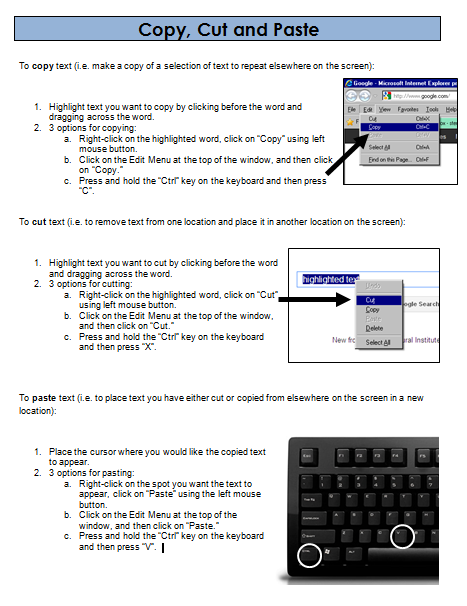 Copy, Cut and Paste
To copy text (i.e. make a copy of a selection of text to repeat elsewhere on the screen):
1. Highlight text you want to copy by clicking before the word and
dragging across the word.
2. 3 options for copying:
a. Right-click on the highlighted word, click on “Copy” using left
mouse button.
b. Click on the Edit Menu at the top of the window, and then click
on “Copy.”
c. Press and hold the “Ctrl” key on the keyboard and then press
“C”.
Google - Microsoft Internet Explorer pr
http://www.google.com/
File Edit View Favorites Tools Help
Cut Ctrl+X
Copy Ctrl+C
Select All Ctrl+A
Find on this Page... Ctrl+F
To cut text (i.e. to remove text from one location and place it in another location on the screen):
1. Highlight text you want to cut by clicking before the word
and dragging across the word.
2. 3 options for cutting:
a. Right-click on the highlighted word, click on “Cut”
using left mouse button.
b. Click on the Edit Menu at the top of the window,
and then click on “Cut.”
c. Press and hold the “Ctrl” key on the keyboard
and then press “X”.
highlighted text
Undo
Cut
Copy
Paste
Delete
Select All
ogle Search
New fro
ural Institute
To paste text (i.e. to place text you have either cut or copied from elsewhere on the screen in a new
location):
1. Place the cursor where you would like the copied text
to appear.
2. 3 options for pasting:
a. Right-click on the spot you want the text to
appear, click on “Paste” using the left mouse
button.
b. Click on the Edit Menu at the top of the
window, and then click on “Paste.”
c. Press and hold the “Ctrl” key on the keyboard
and then press “V”.